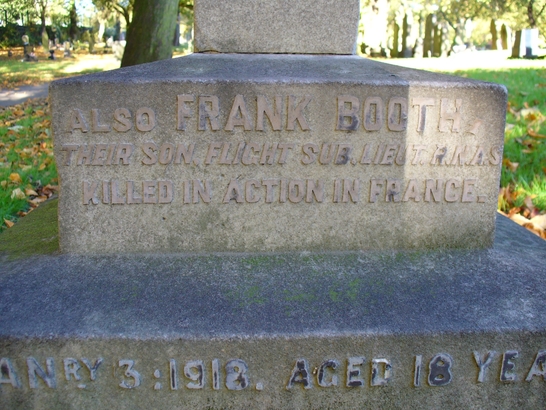 ALSO FRANK BOOTH,
THEIR SON, FLIGHT SUB. LIEUT R.N.A.S
KILLED IN ACTION IN FRANCE.
ANRY 3: 1918. AGED 18 YEA